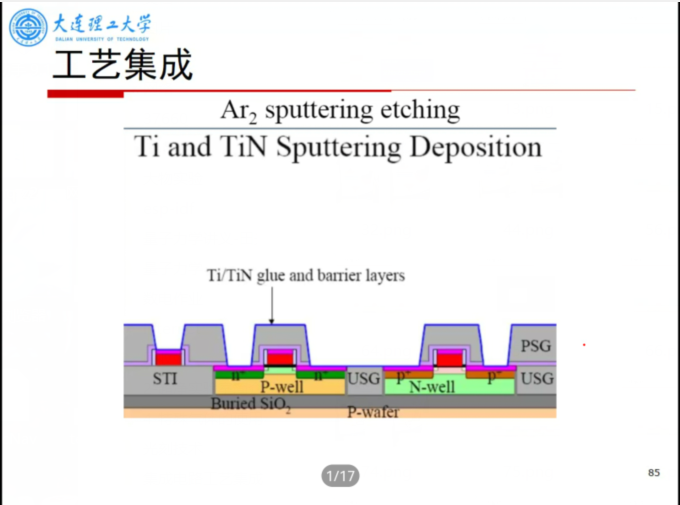 大连理工大学
DALIAN UNIVERSITY OF TECHNOLOGY
工艺集成
Ar₂ sputtering etching
Ti and TiN Sputtering Deposition
Ti/TiN glue and barrier layers
PSG
STI
n⁺
P-well
n⁺
USG
P⁺
N-well
P⁺
USG
Buried SiO₂
P-wafer
1/17
85